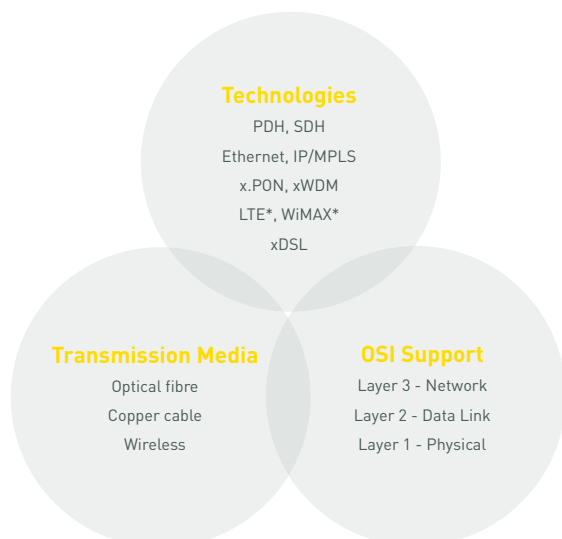 Technologies
PDH, SDH
Ethernet, IP/MPLS
x.PON, xWDM
LTE*, WiMAX*
xDSL
Transmission Media
Optical fibre
Copper cable
Wireless
OSI Support
Layer 3 - Network
Layer 2 - Data Link
Layer 1 - Physical